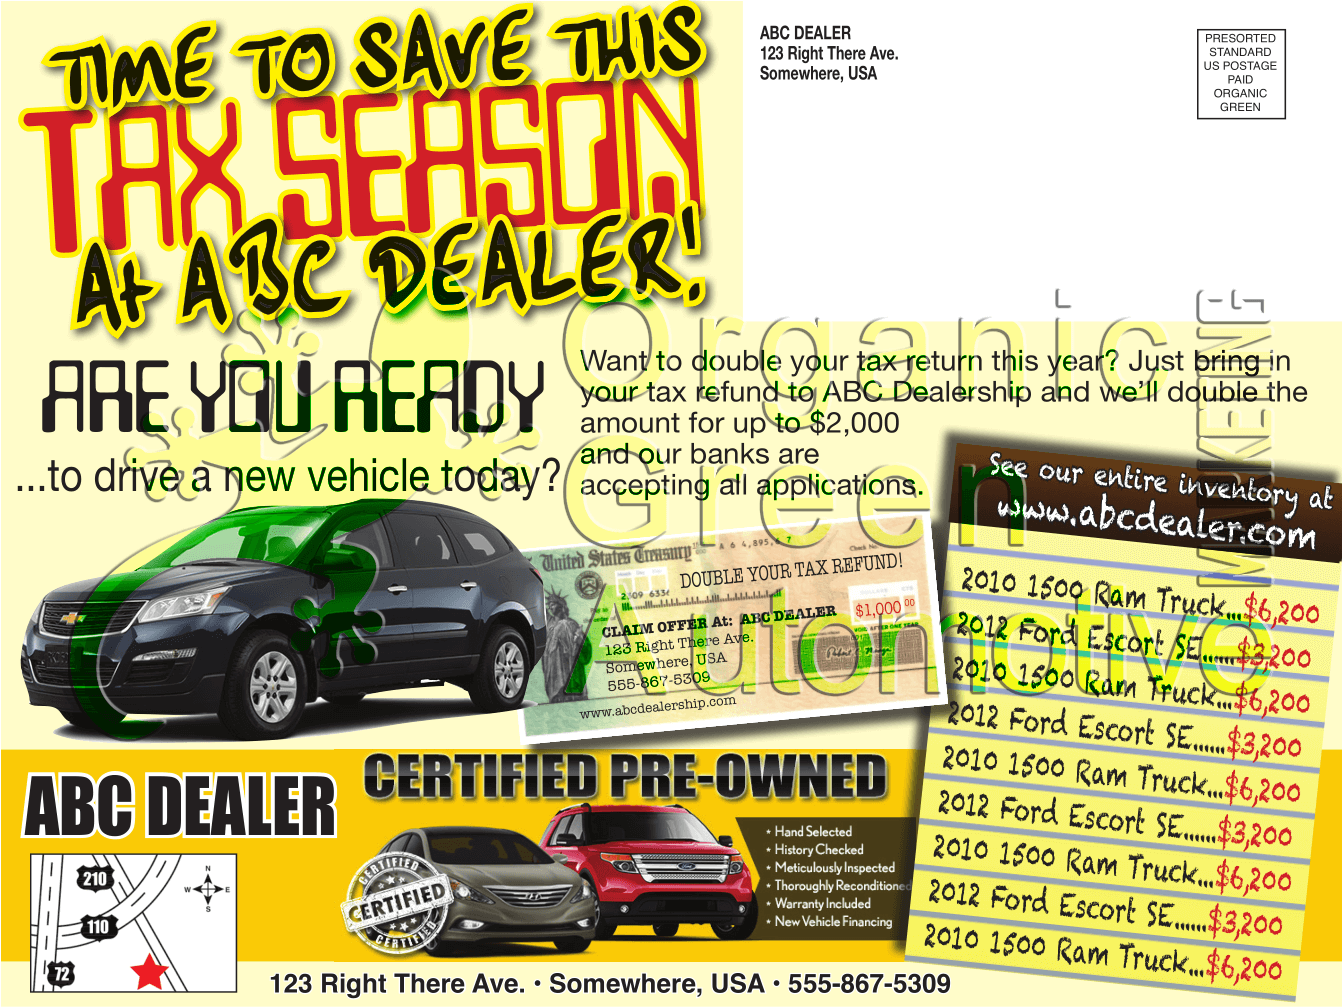 TIME TO SAVE THIS
TAX SEASON
At ABC DEALER!
ABC DEALER
123 Right There Ave.
Somewhere, USA
PRESORTED
STANDARD
US POSTAGE
PAID
ORGANIC
GREEN
ARE YOU READY
...to drive a new vehicle today?
Want to double your tax return this year? Just bring in
your tax refund to ABC Dealership and we'll double the
amount for up to $2,000
and our banks are
accepting all applications.
Organic
Green
Automotive
MARKETING
United States Treasury
Check No.
DOUBLE YOUR TAX REFUND!
$1,000 00
VOID AFTER ONE YEAR
CLAIM OFFER At: ABC DEALER
123 Right There Ave.
Somewhere, USA
555-867-5309
www.abcdealership.com
See our entire inventory at
www.abcdealer.com
2010 1500 Ram Truck...$6,200
2012 Ford Escort SE......$3,200
2010 1500 Ram Truck...$6,200
2012 Ford Escort SE......$3,200
2010 1500 Ram Truck...$6,200
2012 Ford Escort SE......$3,200
2010 1500 Ram Truck...$6,200
2012 Ford Escort SE......$3,200
2010 1500 Ram Truck...$6,200
ABC DEALER
210
110
72
N
W E
S
CERTIFIED PRE-OWNED
CERTIFIED
CERTIFIED
CERTIFIED
Ford
* Hand Selected
* History Checked
* Meticulously Inspected
* Thoroughly Reconditioned
* Warranty Included
* New Vehicle Financing
123 Right There Ave. • Somewhere, USA • 555-867-5309